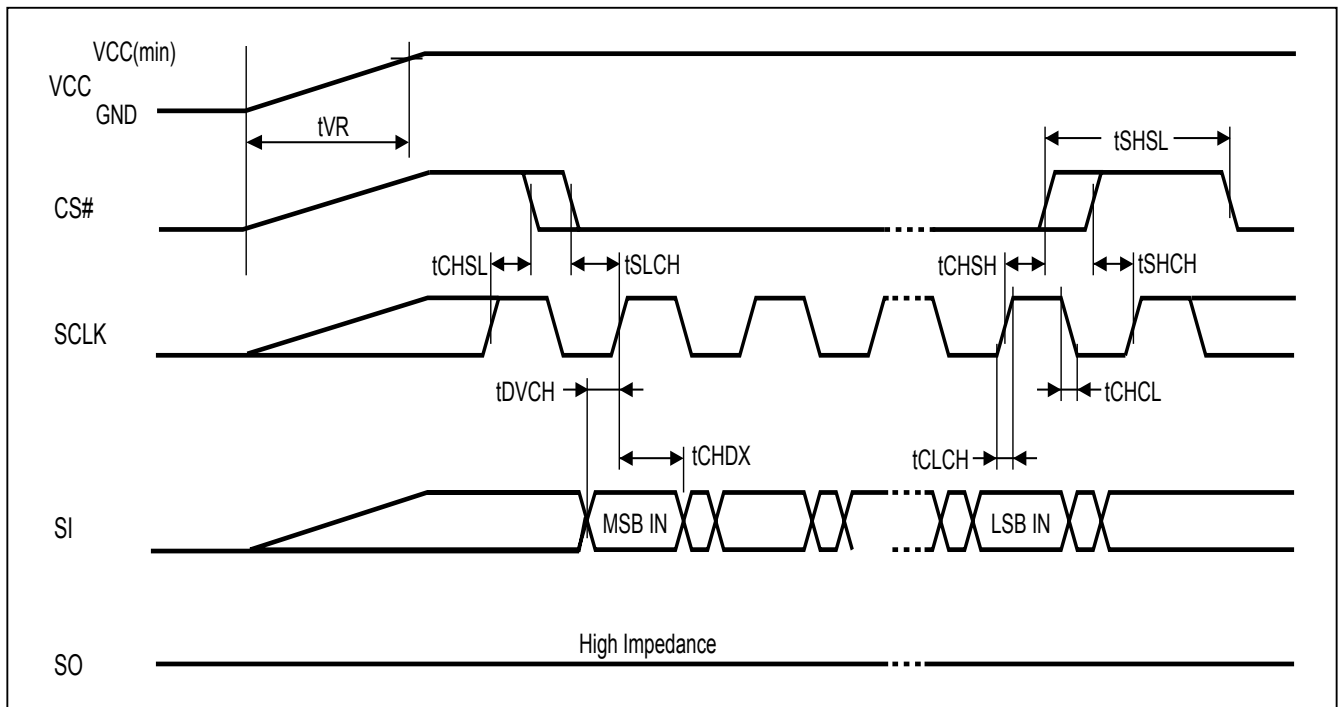 VCC(min)
VCC
GND
tVR
tSHSL
CS#
tCHSL
tSLCH
tCHSH
tSHCH
SCLK
tDVCH
tCHCL
tCHDX
tCLCH
SI
MSB IN
LSB IN
High Impedance
SO